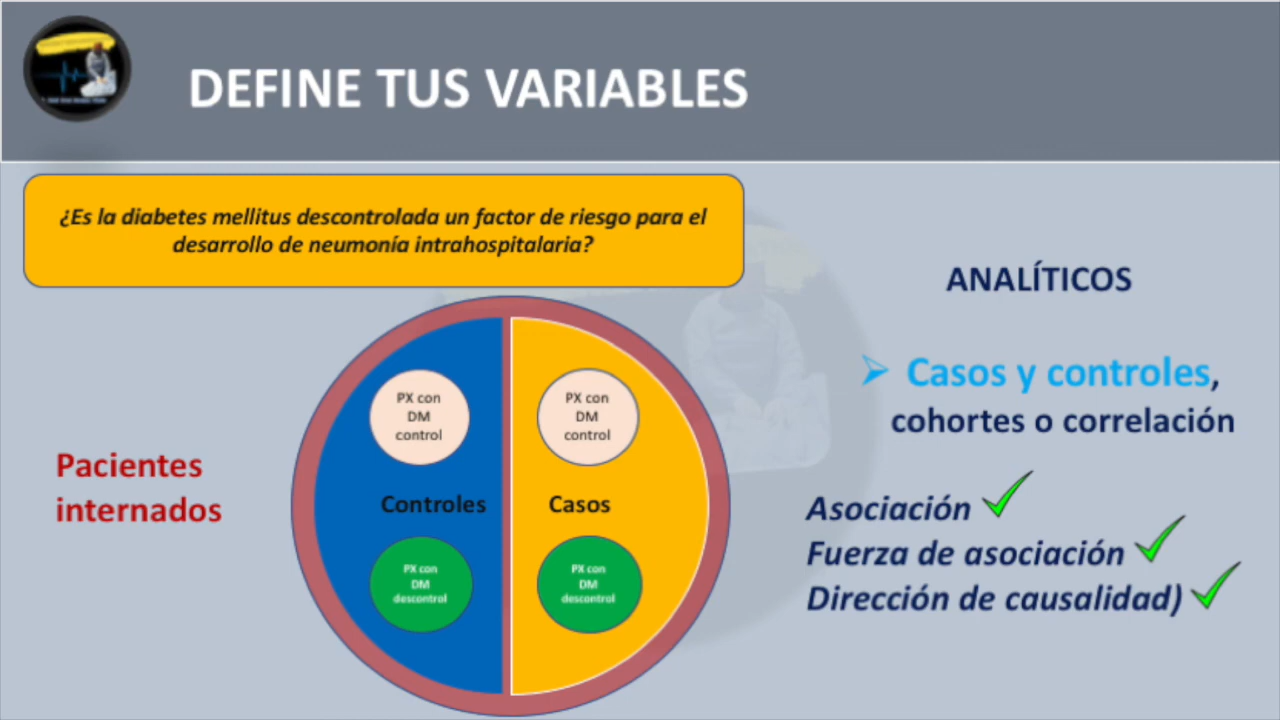 DEFINE TUS VARIABLES
¿Es la diabetes mellitus descontrolada un factor de riesgo para el
desarrollo de neumonía intrahospitalaria?
ANALÍTICOS
Casos y controles,
cohortes o correlación
Pacientes
internados
PX con
DM
control
PX con
DM
control
Controles
Casos
PX con
DM
descontrol
PX con
DM
descontrol
Asociación
Fuerza de asociación
Dirección de causalidad)